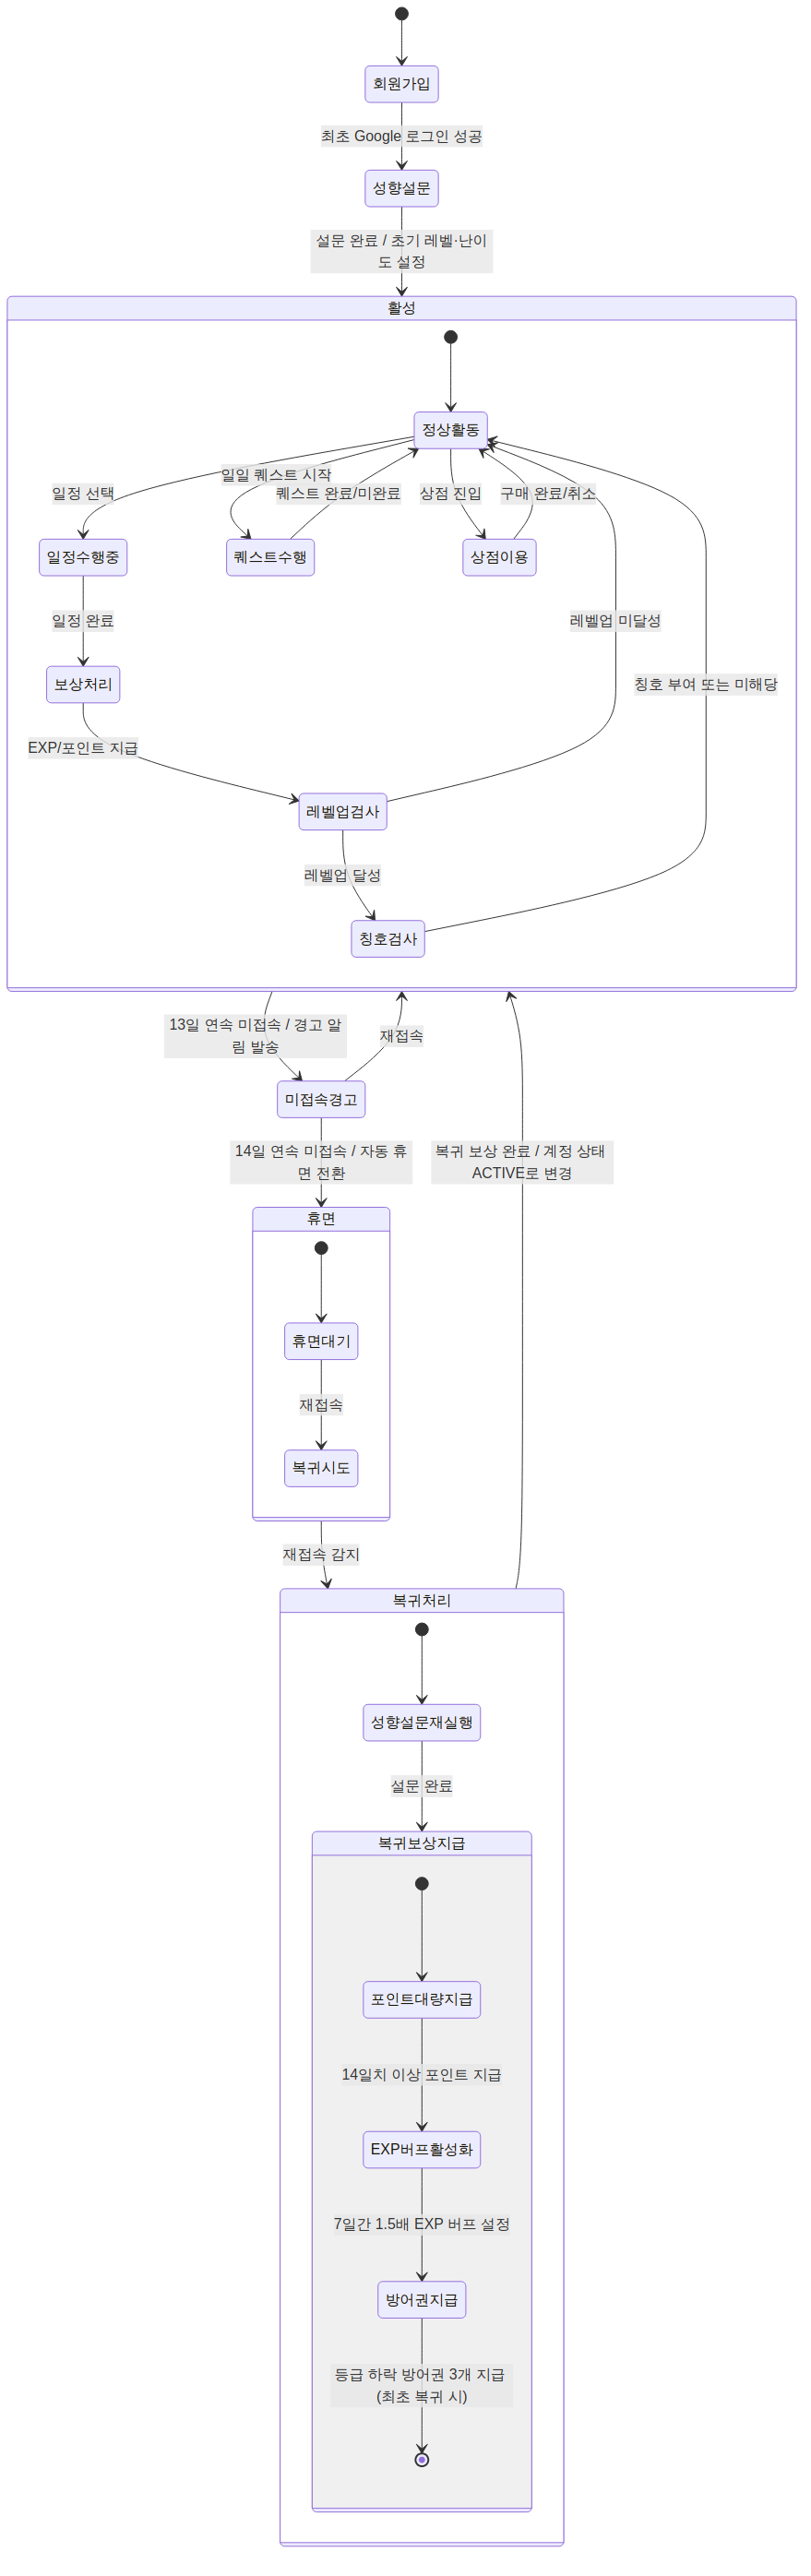 회원가입
최초 Google 로그인 성공
성향설문
설문 완료 / 초기 레벨·난이
도 설정
활성
정상활동
일일 퀘스트 시작
일정 선택
퀘스트 완료/미완료
상점 진입
구매 완료/취소
일정수행중
퀘스트수행
상점이용
일정 완료
레벨업 미달성
보상처리
칭호 부여 또는 미해당
EXP/포인트 지급
레벨업검사
레벨업 달성
칭호검사
13일 연속 미접속 / 경고 알
림 발송
재접속
미접속경고
14일 연속 미접속 / 자동 휴
면 전환
복귀 보상 완료 / 계정 상태
ACTIVE로 변경
휴면
휴면대기
재접속
복귀시도
재접속 감지
복귀처리
성향설문재실행
설문 완료
복귀보상지급
포인트대량지급
14일치 이상 포인트 지급
EXP버프활성화
7일간 1.5배 EXP 버프 설정
방어권지급
등급 하락 방어권 3개 지급
(최초 복귀 시)